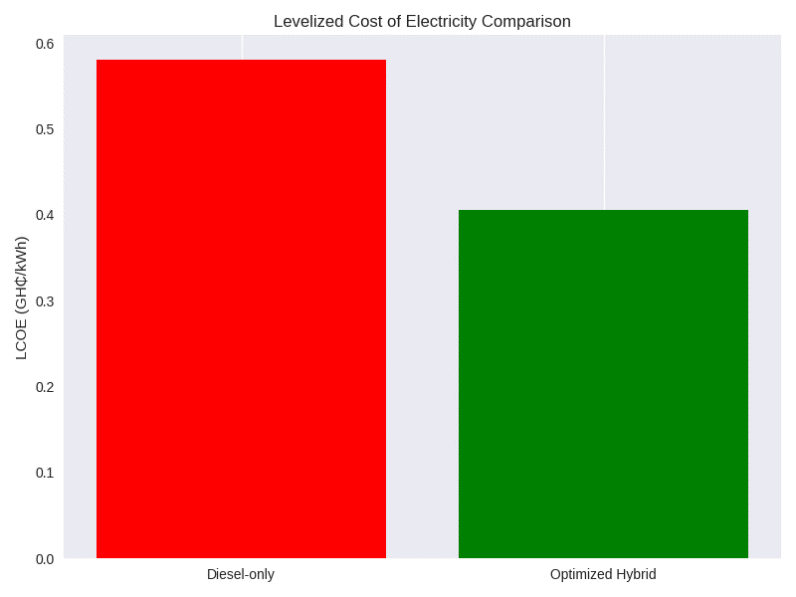 Levelized Cost of Electricity Comparison
LCOE (GH₵/kWh)
0.6
0.5
0.4
0.3
0.2
0.1
0.0
Diesel-only
Optimized Hybrid